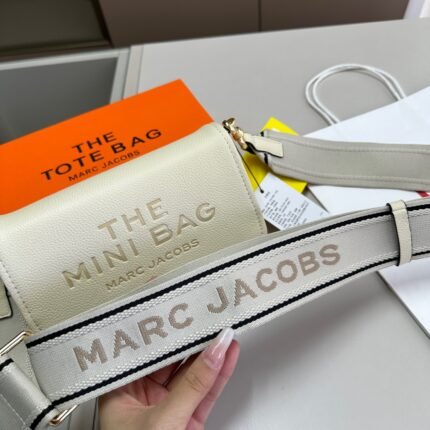 THE
TOTE BAG
MARC JACOBS
THE
MINI BAG
MARC JACOBS
MARC JACOBS